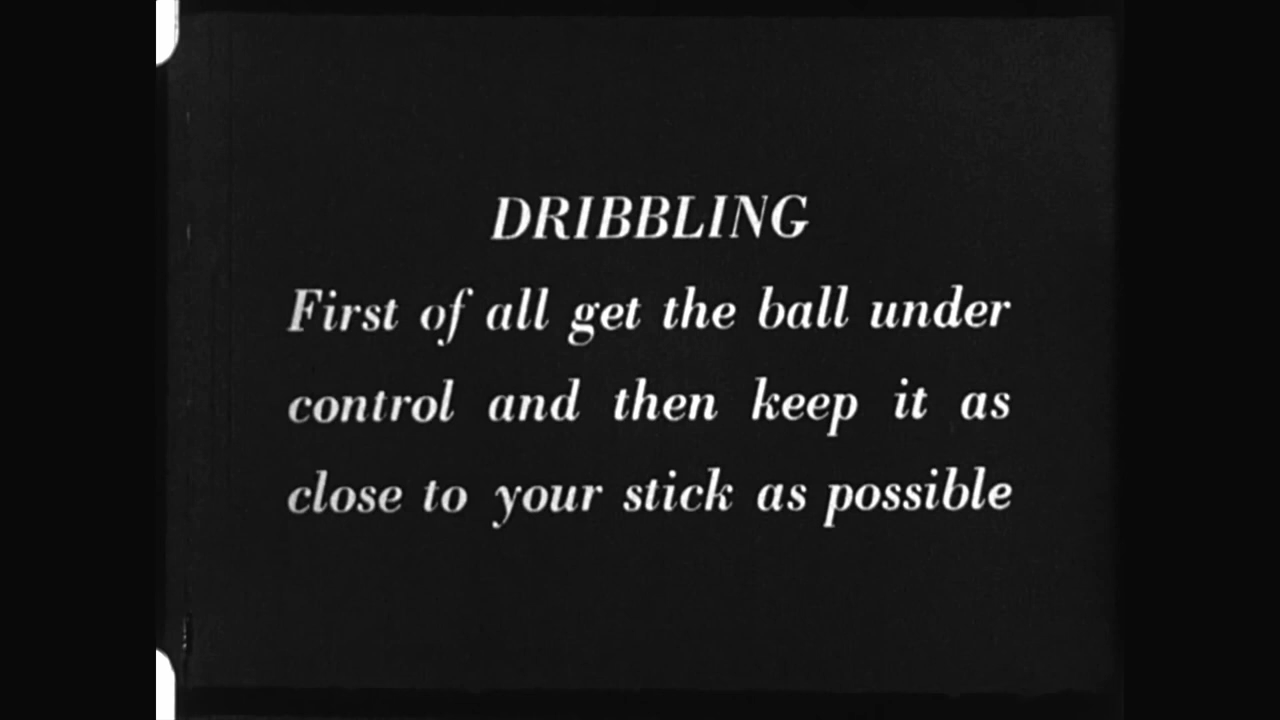 DRIBBLING
First of all get the ball under
control and then keep it as
close to your stick as possible